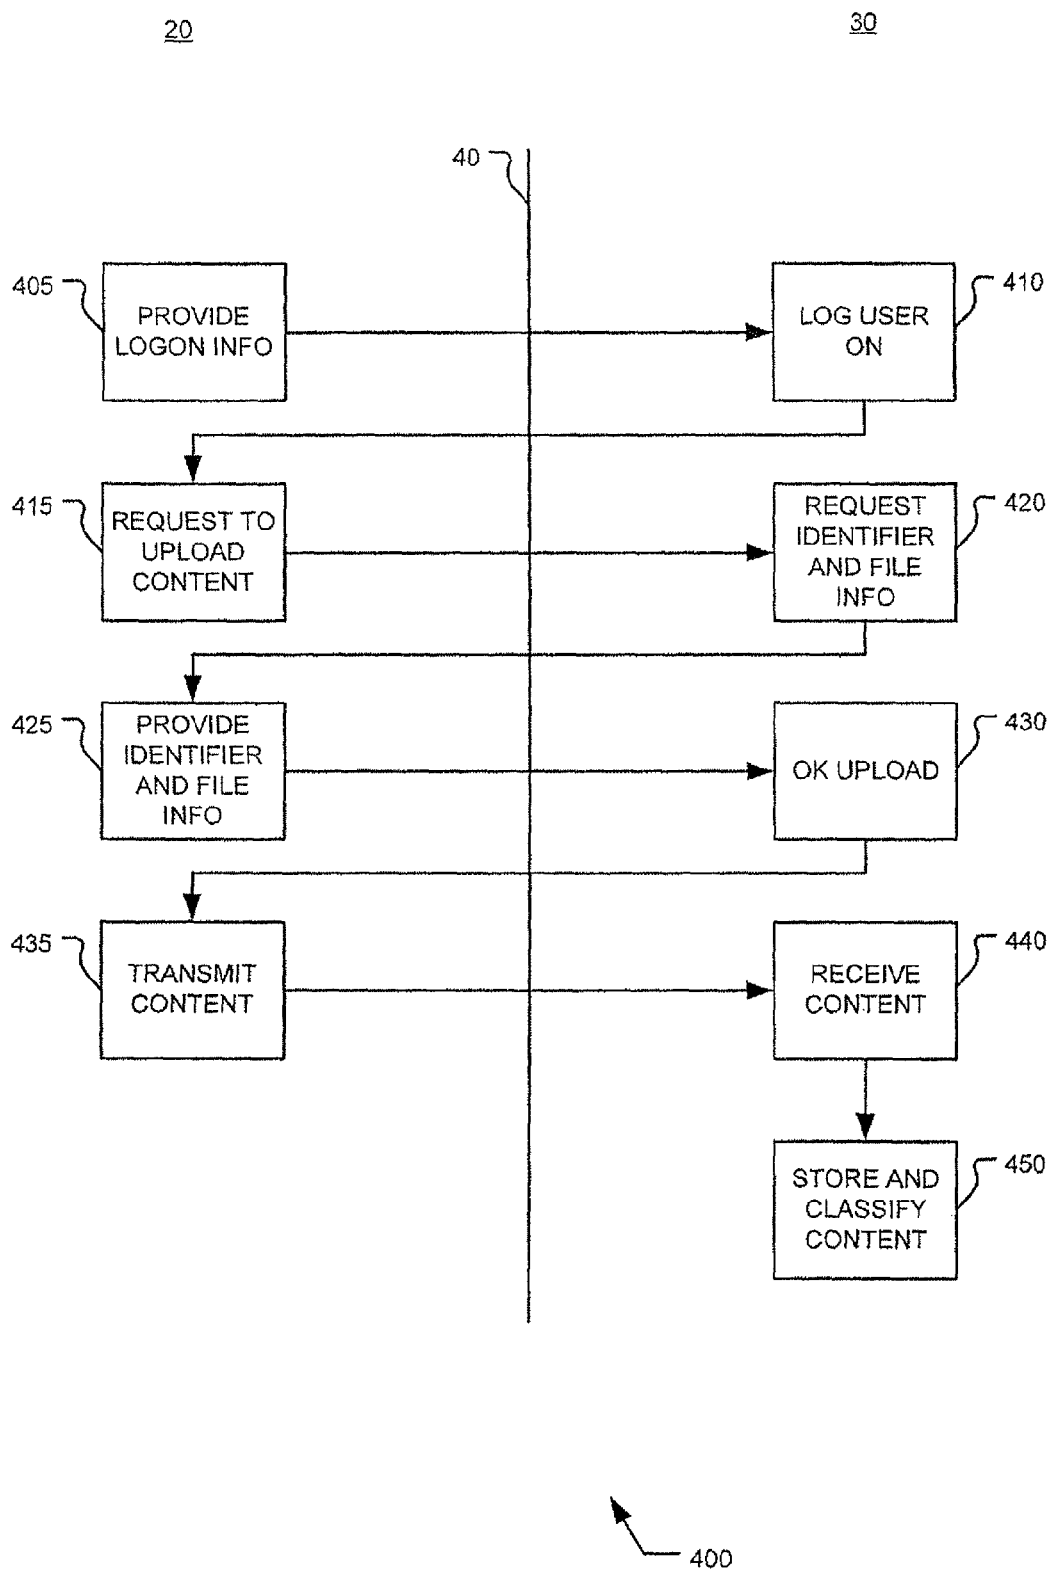 20
30
40
405
PROVIDE
LOGON INFO
LOG USER
ON
410
415
REQUEST TO
UPLOAD
CONTENT
REQUEST
IDENTIFIER
AND FILE
INFO
420
425
PROVIDE
IDENTIFIER
AND FILE
INFO
OK UPLOAD
430
435
TRANSMIT
CONTENT
RECEIVE
CONTENT
440
STORE AND
CLASSIFY
CONTENT
450
400